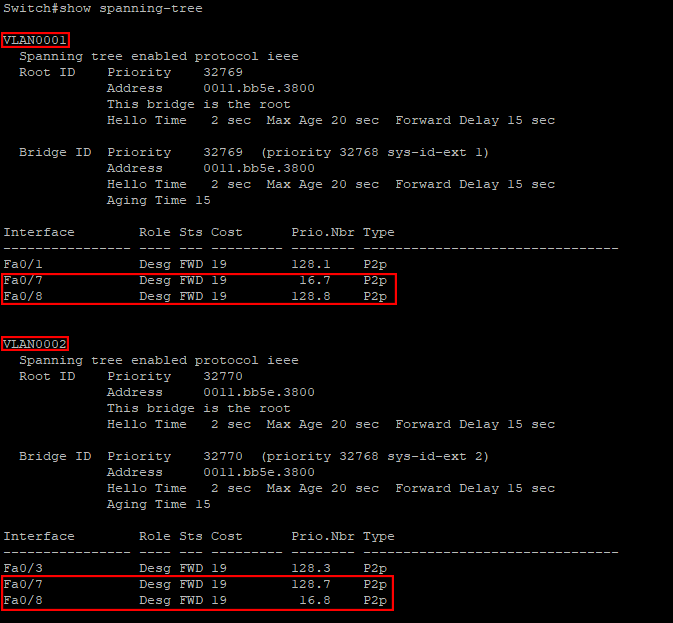 Switch#show spanning-tree
VLAN0001
  Spanning tree enabled protocol ieee
  Root ID    Priority    32769
             Address     0011.bb5e.3800
             This bridge is the root
             Hello Time   2 sec  Max Age 20 sec  Forward Delay 15 sec
  Bridge ID  Priority    32769  (priority 32768 sys-id-ext 1)
             Address     0011.bb5e.3800
             Hello Time   2 sec  Max Age 20 sec  Forward Delay 15 sec
             Aging Time 15
Interface        Role Sts Cost      Prio.Nbr Type
---------------- ---- --- --------- -------- --------------------------------
Fa0/1            Desg FWD 19        128.1    P2p
Fa0/7            Desg FWD 19         16.7    P2p
Fa0/8            Desg FWD 19        128.8    P2p
VLAN0002
  Spanning tree enabled protocol ieee
  Root ID    Priority    32770
             Address     0011.bb5e.3800
             This bridge is the root
             Hello Time   2 sec  Max Age 20 sec  Forward Delay 15 sec
  Bridge ID  Priority    32770  (priority 32768 sys-id-ext 2)
             Address     0011.bb5e.3800
             Hello Time   2 sec  Max Age 20 sec  Forward Delay 15 sec
             Aging Time 15
Interface        Role Sts Cost      Prio.Nbr Type
---------------- ---- --- --------- -------- --------------------------------
Fa0/3            Desg FWD 19        128.3    P2p
Fa0/7            Desg FWD 19        128.7    P2p
Fa0/8            Desg FWD 19         16.8    P2p